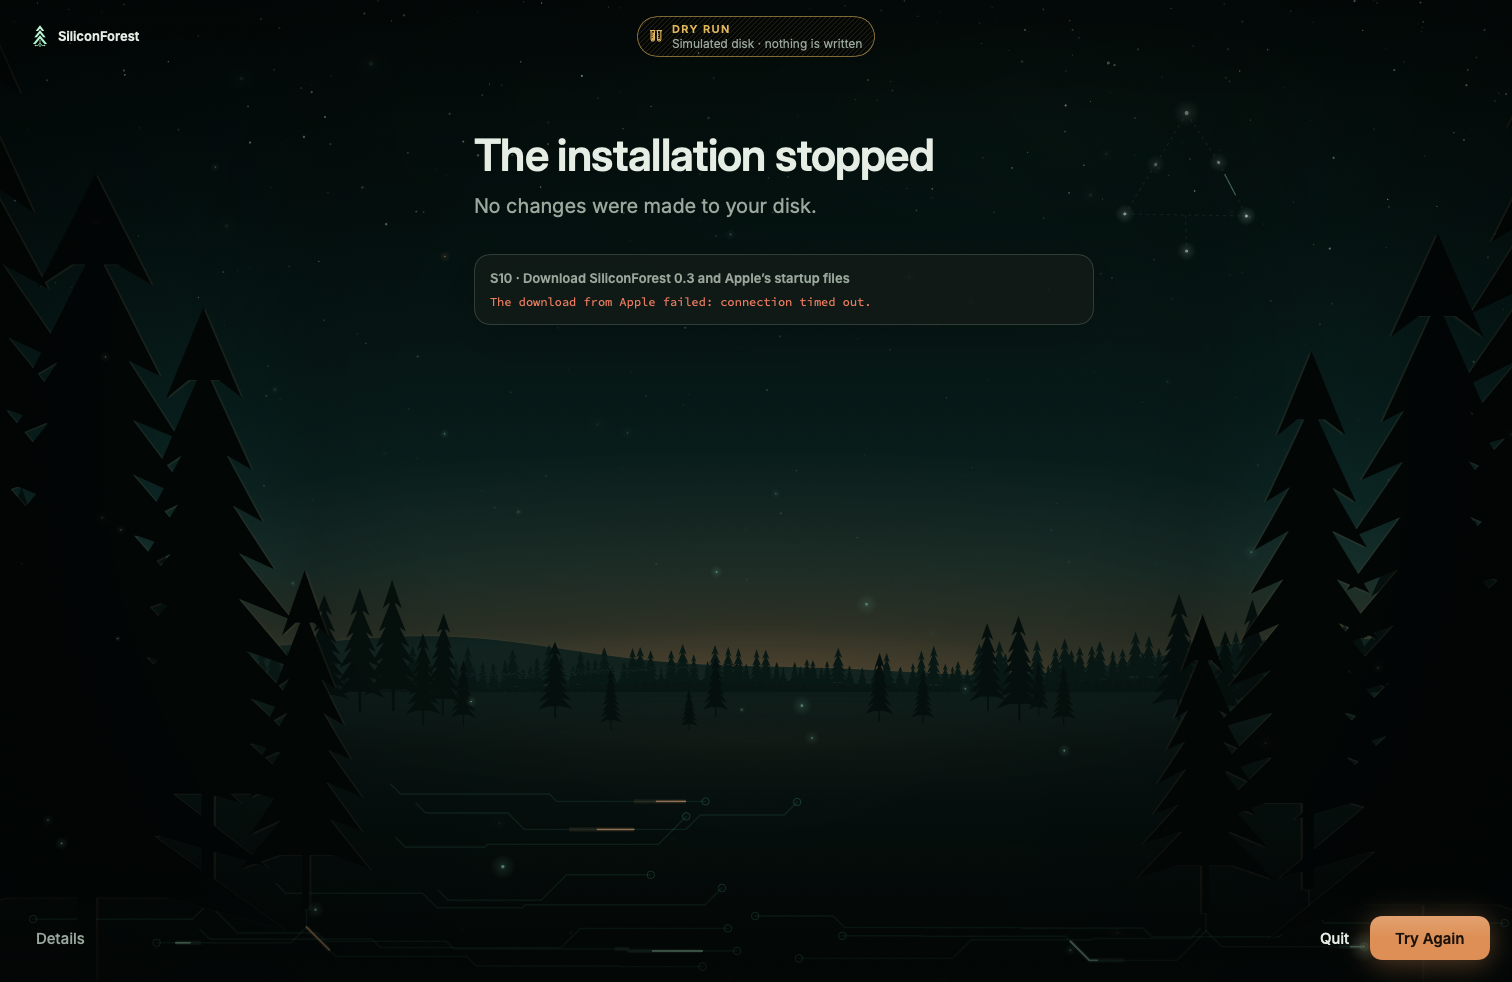 SiliconForest
DRY RUN
Simulated disk · nothing is written
The installation stopped
No changes were made to your disk.
S10 · Download SiliconForest 0.3 and Apple's startup files
The download from Apple failed: connection timed out.
Details
Quit
Try Again